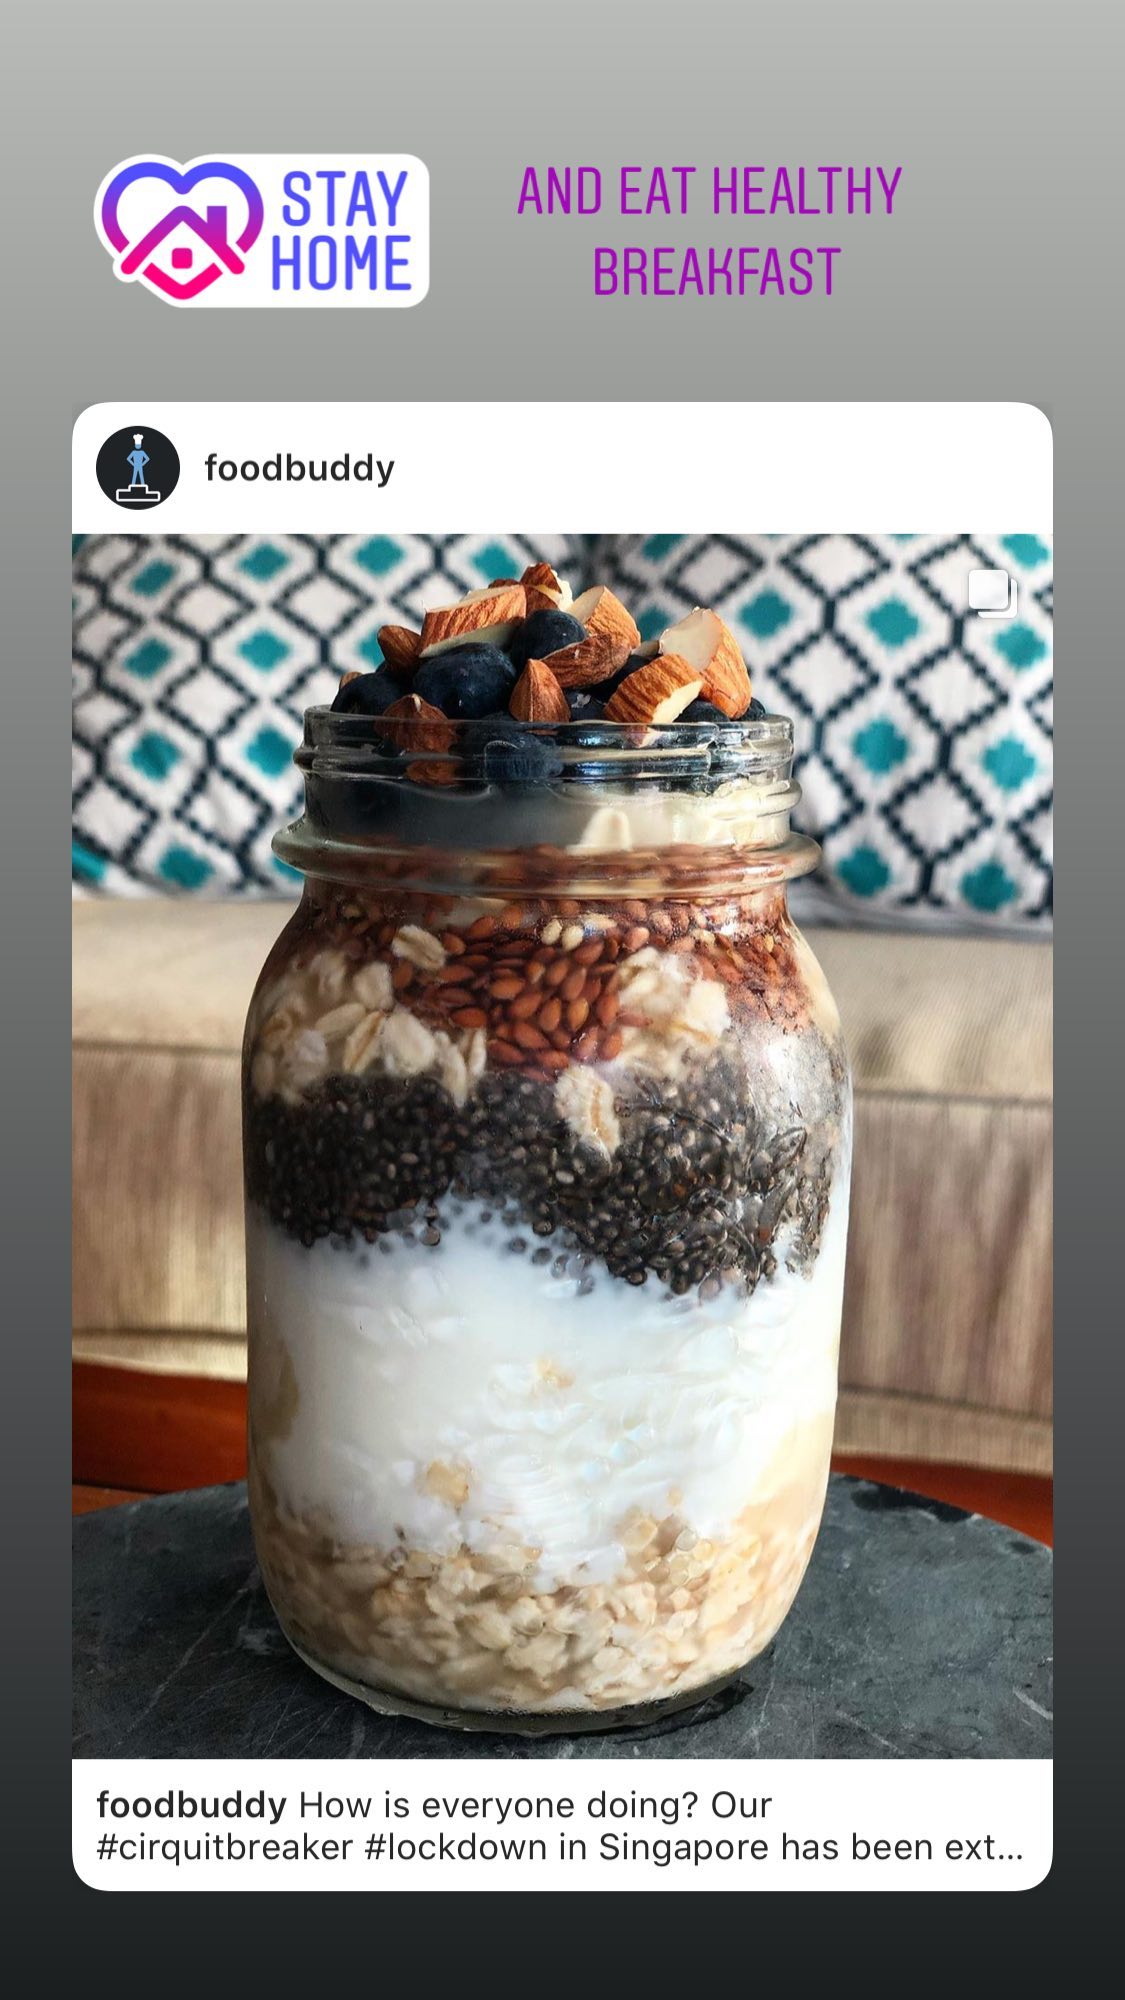 STAY
HOME
AND EAT HEALTHY
BREAKFAST
foodbuddy
foodbuddy How is everyone doing? Our
#cirquitbreaker #lockdown in Singapore has been ext...